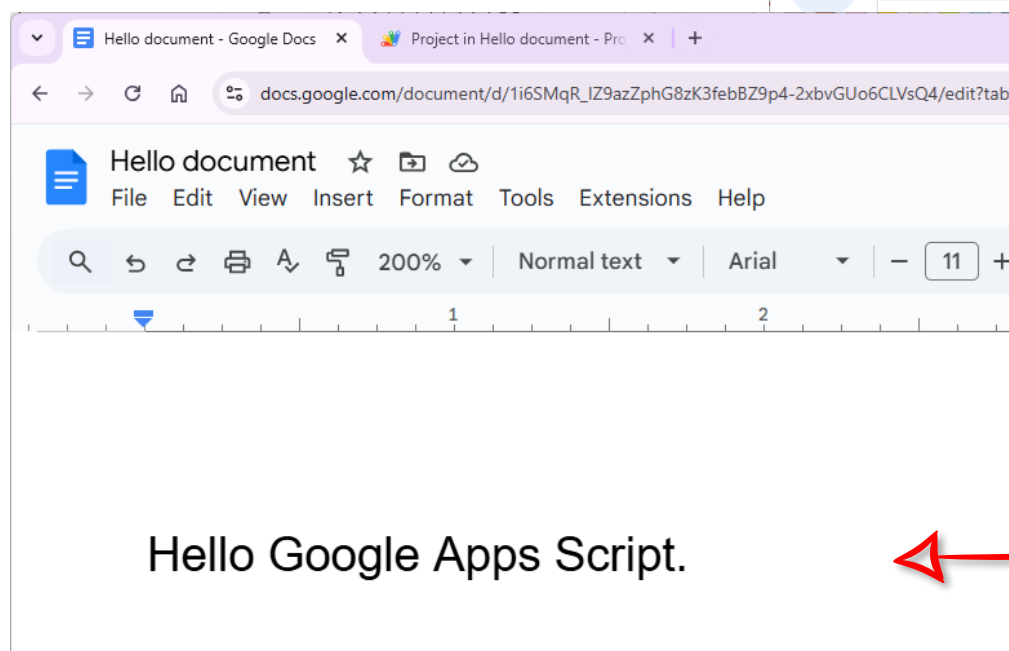 Hello document - Google Docs × Project in Hello document - Pro × +
docs.google.com/document/d/1i6SMqR_IZ9azZphG8zK3febBZ9p4-2xbvGUo6CLVsQ4/edit?tab
Hello document
File Edit View Insert Format Tools Extensions Help
200% Normal text Arial − 11 +
1 2
Hello Google Apps Script.